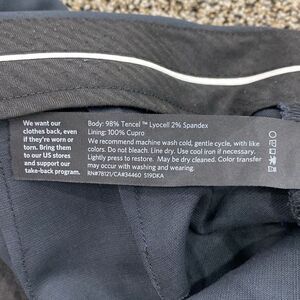 We want our
clothes back, even
if they're worn or
torn. Bring them
to our US stores
and support our
take-back program.
Body: 98% Tencel ™ Lyocell 2% Spandex
Lining: 100% Cupro
We recommend machine wash cold, gentle cycle, with like
colors. Do not bleach. Line dry. Use cool iron if necessary.
Lightly press to restore. May be dry cleaned. Color transfer
may occur with washing and wearing.
RN#78121/CA#34460 S19DKA